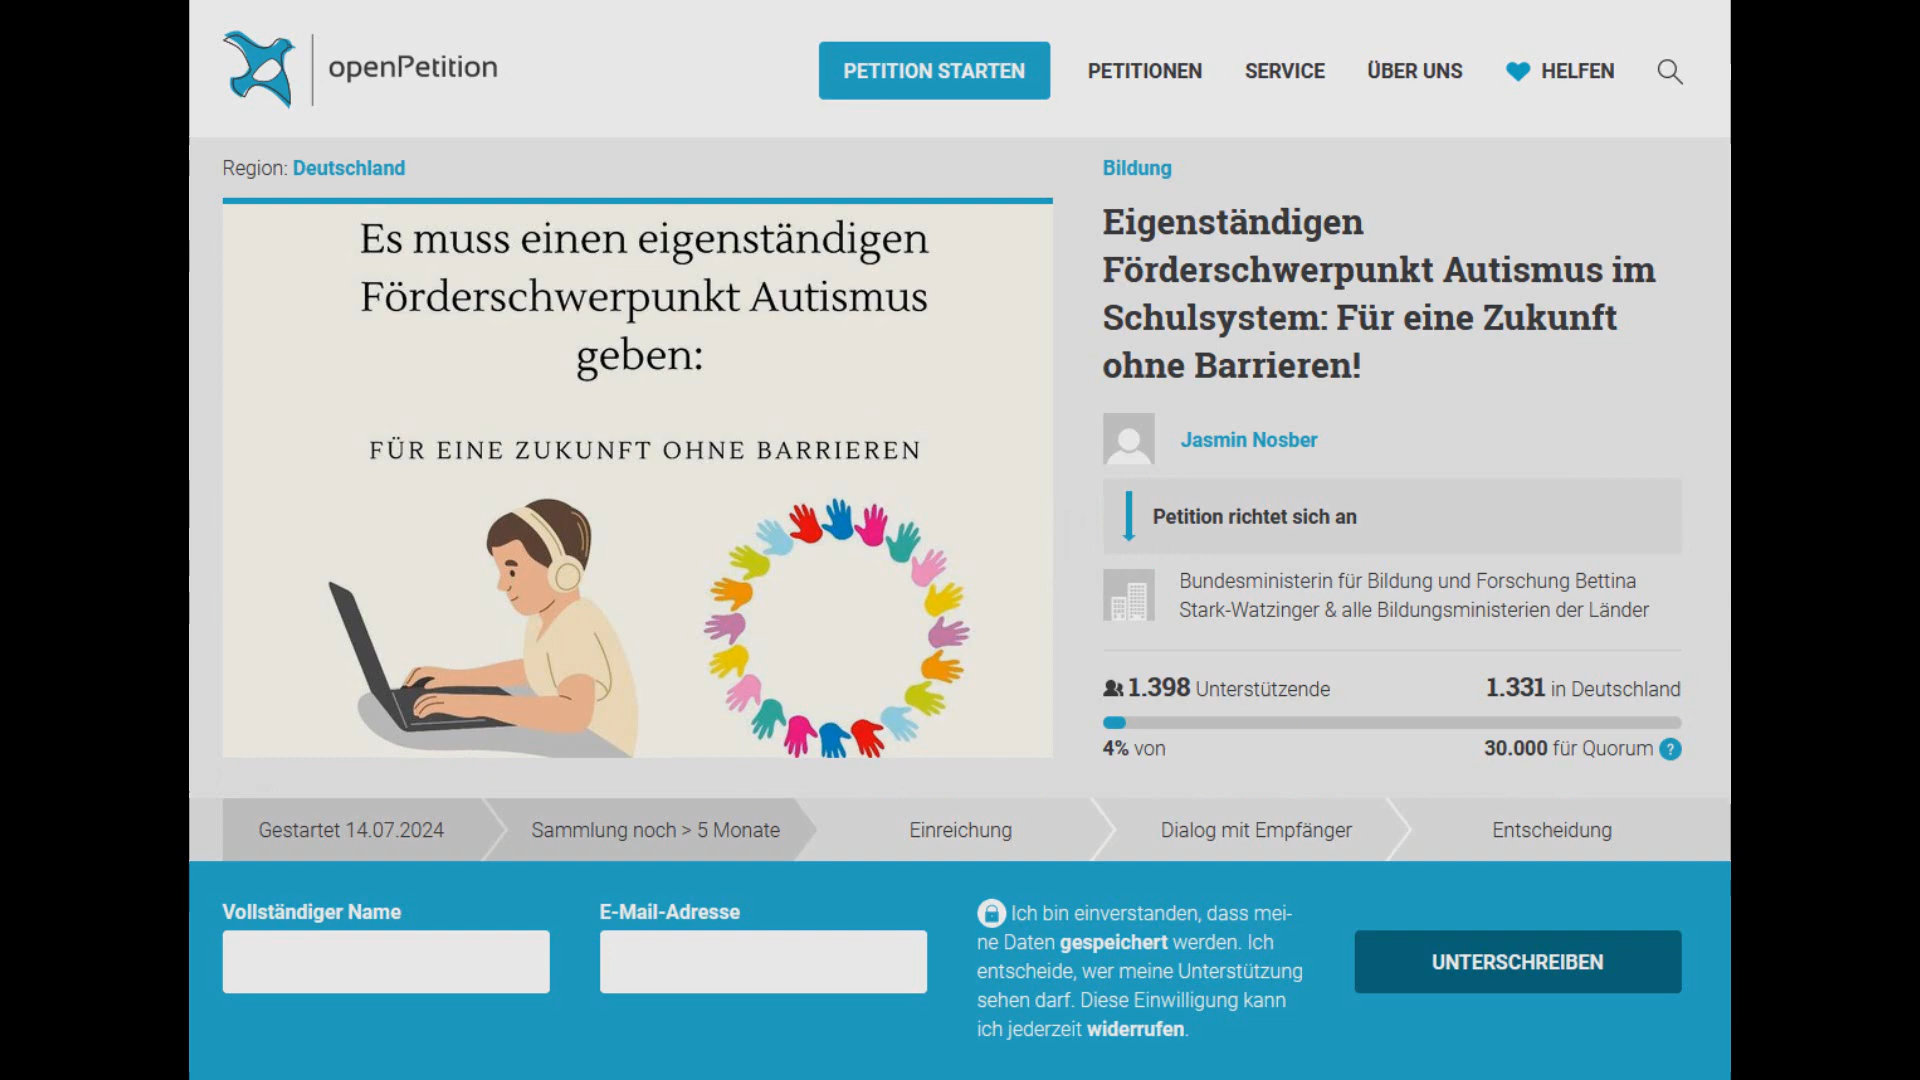 openPetition
PETITION STARTEN
PETITIONEN
SERVICE
ÜBER UNS
HELFEN
Region: Deutschland
Es muss einen eigenständigen
Förderschwerpunkt Autismus
geben:
FÜR EINE ZUKUNFT OHNE BARRIEREN
Bildung
Eigenständigen
Förderschwerpunkt Autismus im
Schulsystem: Für eine Zukunft
ohne Barrieren!
Jasmin Nosber
Petition richtet sich an
Bundesministerin für Bildung und Forschung Bettina
Stark-Watzinger & alle Bildungsministerien der Länder
1.398 Unterstützende
1.331 in Deutschland
4% von
30.000 für Quorum ?
Gestartet 14.07.2024
Sammlung noch > 5 Monate
Einreichung
Dialog mit Empfänger
Entscheidung
Vollständiger Name
E-Mail-Adresse
Ich bin einverstanden, dass mei-
ne Daten gespeichert werden. Ich
entscheide, wer meine Unterstützung
sehen darf. Diese Einwilligung kann
ich jederzeit widerrufen.
UNTERSCHREIBEN